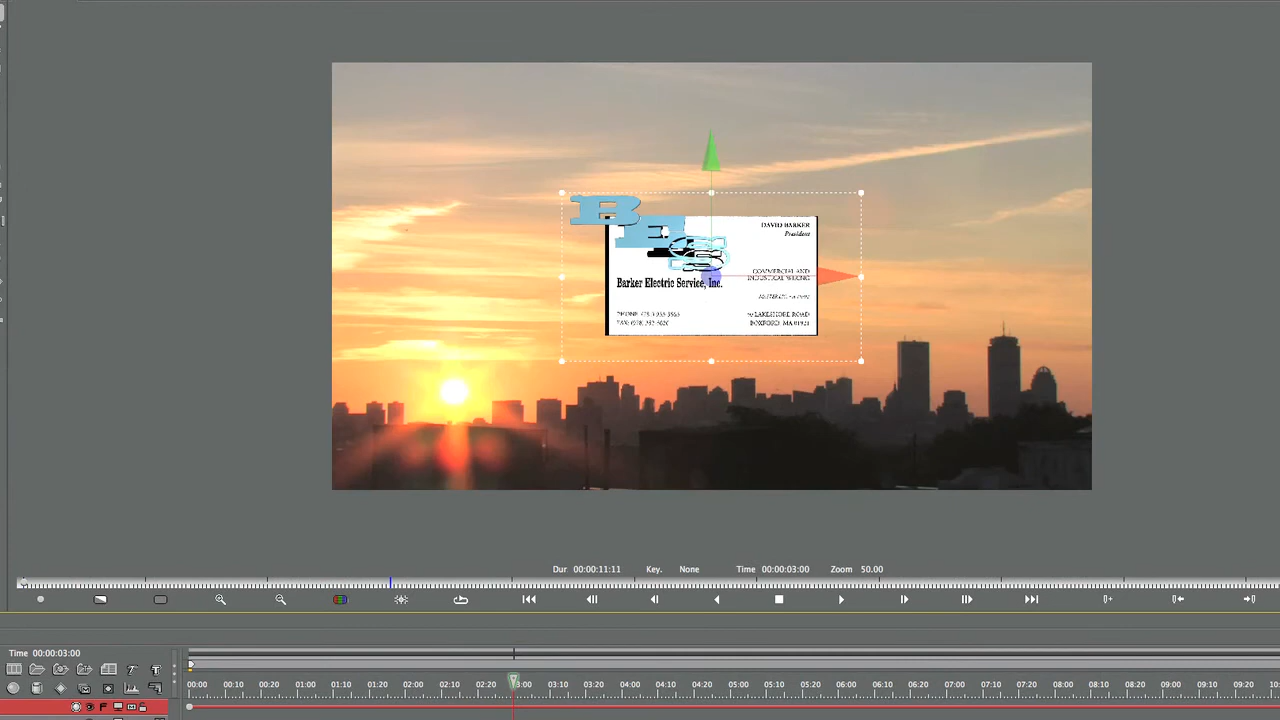 B
E
S
DAVID BARKER
President
COMMERCIAL AND
INDUSTRIAL WIRING
Barker Electric Service, Inc.
50 LAKESHORE ROAD
BOXFORD, MA 01921
Dur 00:00:11:11 Key. None Time 00:00:03:00 Zoom 50.00
Time 00:00:03:00
00:00 00:10 00:20 01:00 01:10 01:20 02:00 02:10 02:20 03:00 03:10 03:20 04:00 04:10 04:20 05:00 05:10 05:20 06:00 06:10 06:20 07:00 07:10 07:20 08:00 08:10 08:20 09:00 09:10 09:20